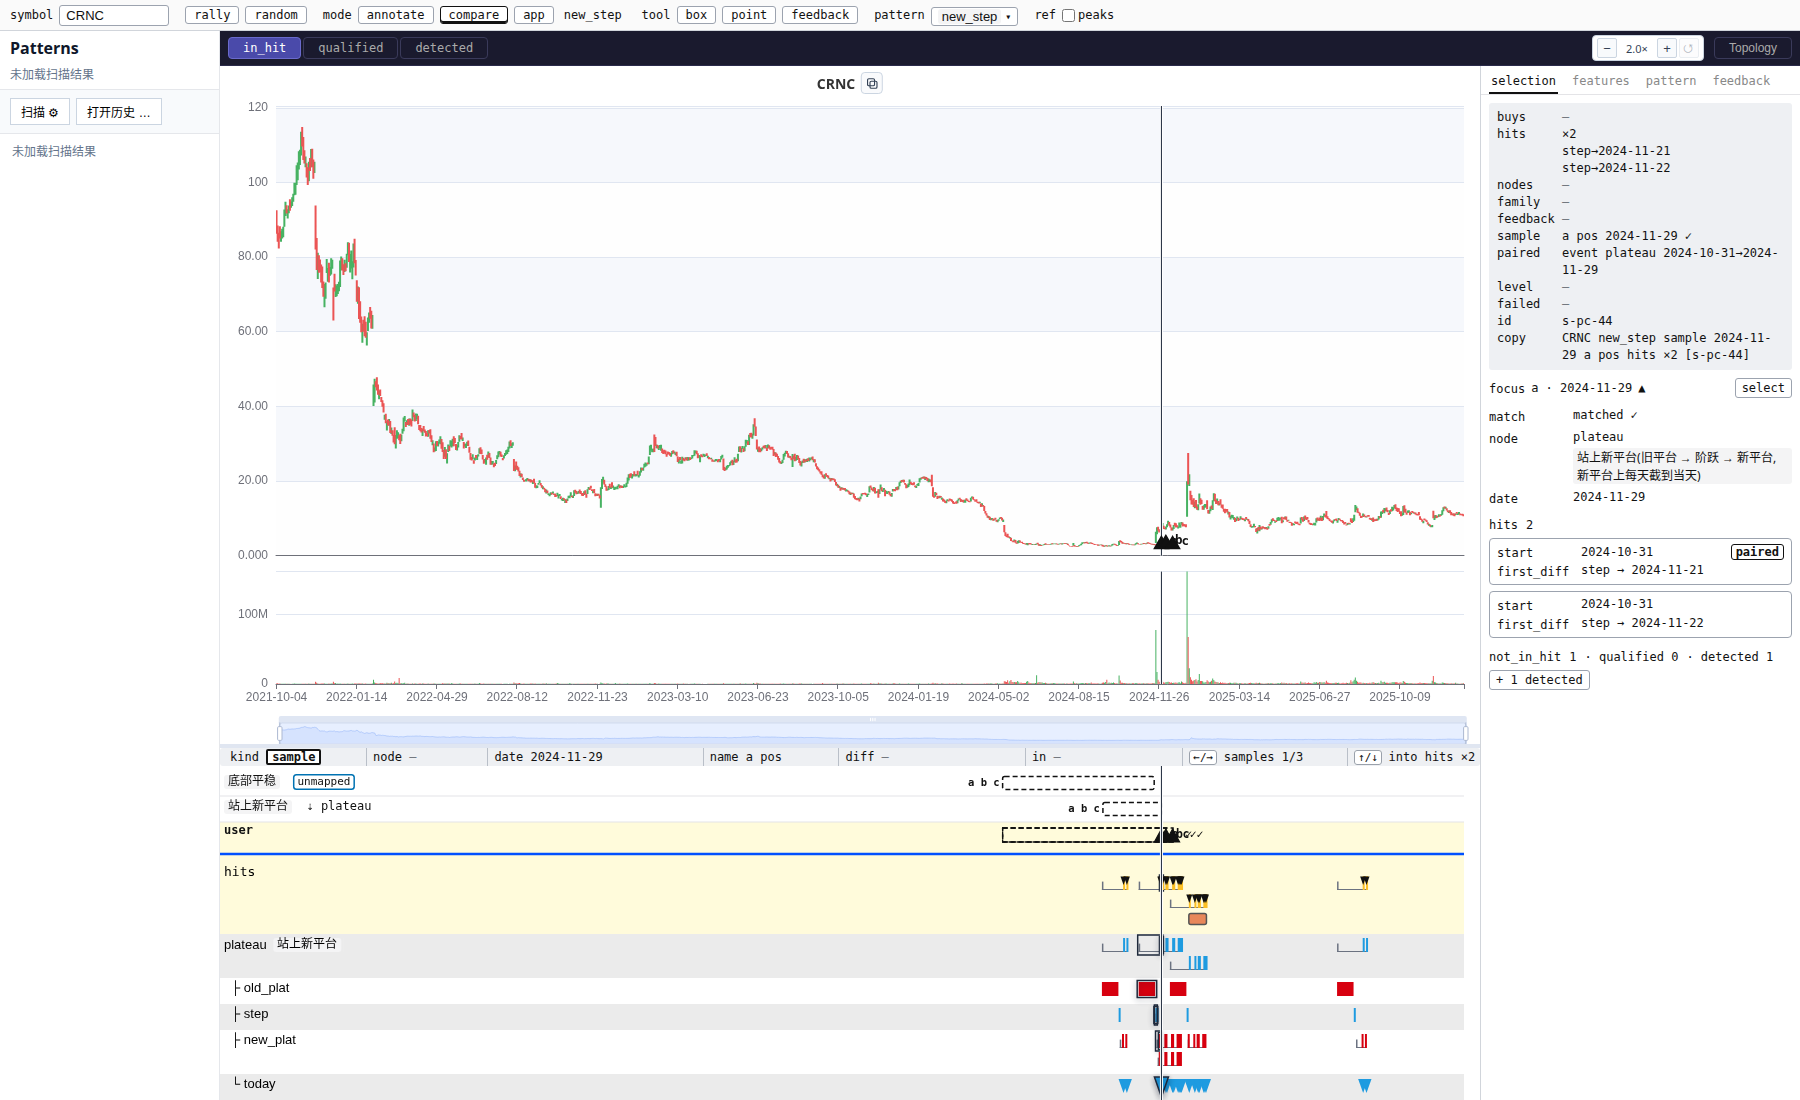 symbol CRNC rally random mode annotate compare app new_step tool box point feedback pattern new_step ref peaks
Patterns
未加载扫描结果
扫描 ⚙ 打开历史 …
未加载扫描结果
in_hit qualified detected − 2.0× + Topology
CRNC
120
100
80.00
60.00
40.00
20.00
0.000
abc
100M
0
2021-10-04 2022-01-14 2022-04-29 2022-08-12 2022-11-23 2023-03-10 2023-06-23 2023-10-05 2024-01-19 2024-05-02 2024-08-15 2024-11-26 2025-03-14 2025-06-27 2025-10-09
kind sample node — date 2024-11-29 name a pos diff — in — ←/→ samples 1/3 ↑/↓ into hits ×2
底部平稳 unmapped a b c
站上新平台 ↓ plateau a b c
user
hits
plateau 站上新平台
├ old_plat
├ step
├ new_plat
└ today
selection features pattern feedback
buys —
hits ×2
step→2024-11-21
step→2024-11-22
nodes —
family —
feedback —
sample a pos 2024-11-29 ✓
paired event plateau 2024-10-31→2024-
11-29
level —
failed —
id s-pc-44
copy CRNC new_step sample 2024-11-
29 a pos hits ×2 [s-pc-44]
focus a · 2024-11-29 ▲ select
match matched ✓
node plateau
站上新平台(旧平台 → 阶跃 → 新平台,
新平台上每天截到当天)
date 2024-11-29
hits 2
start 2024-10-31 paired
first_diff step → 2024-11-21
start 2024-10-31
first_diff step → 2024-11-22
not_in_hit 1 · qualified 0 · detected 1
+ 1 detected